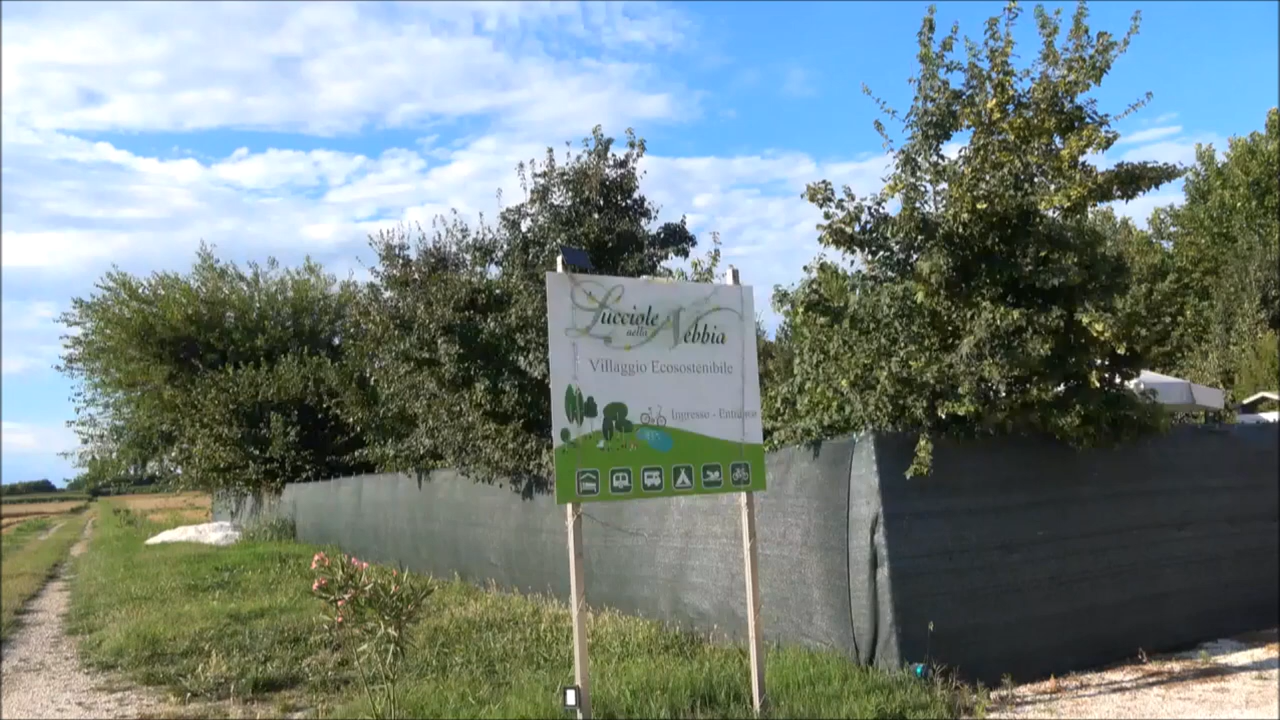 Lucciole
nella Nebbia
Villaggio Ecosostenibile
Ingresso - Entrance